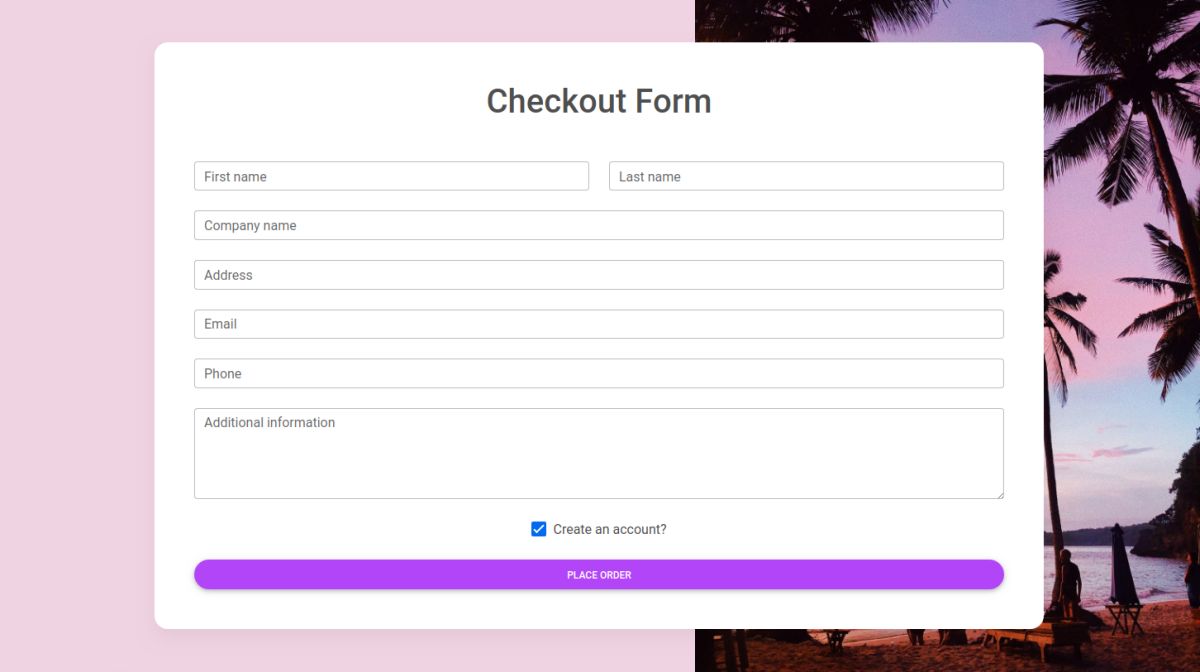 Checkout Form
First name
Last name
Company name
Address
Email
Phone
Additional information
Create an account?
PLACE ORDER